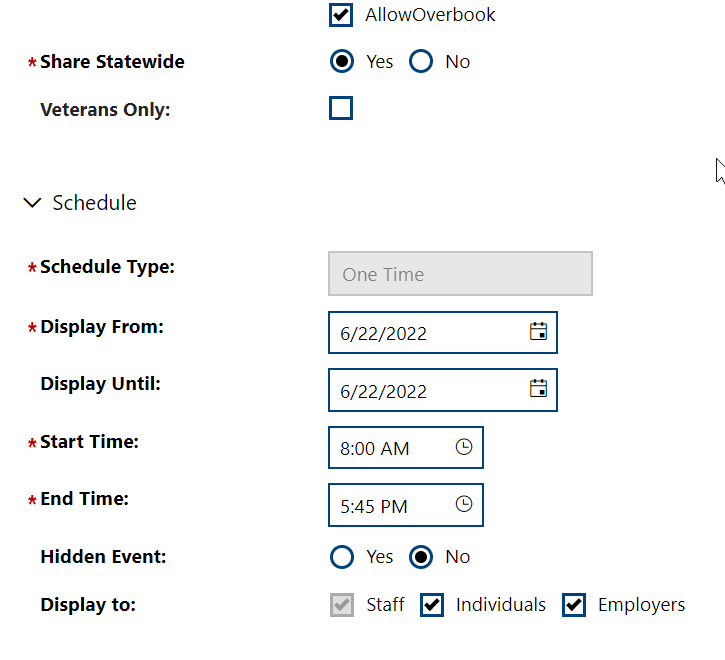 AllowOverbook
*Share Statewide Yes No
Veterans Only:
Schedule
*Schedule Type: One Time
*Display From: 6/22/2022
Display Until: 6/22/2022
*Start Time: 8:00 AM
*End Time: 5:45 PM
Hidden Event: Yes No
Display to: Staff Individuals Employers